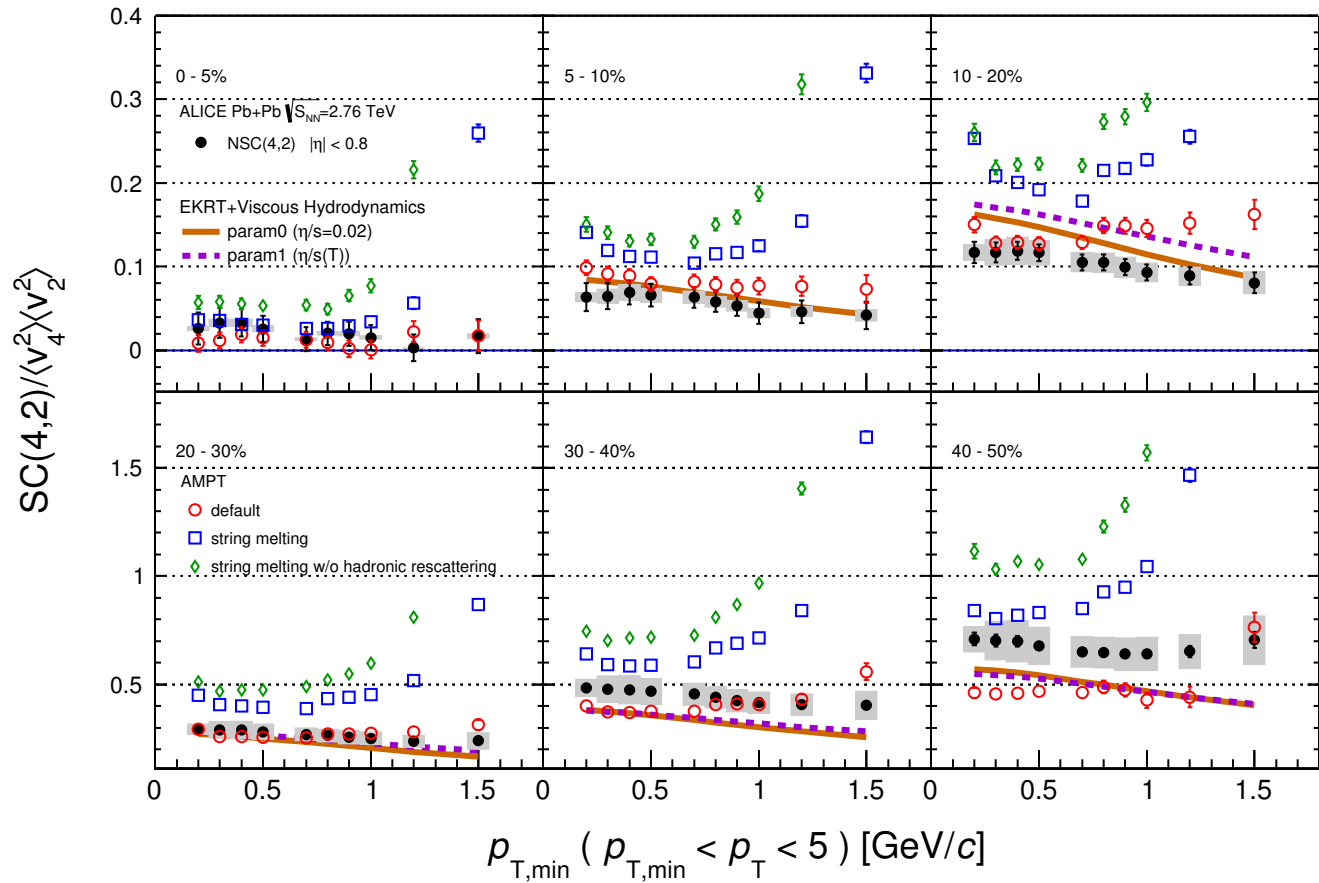 SC(4,2)/⟨v₄²⟩⟨v₂²⟩
0.4
0.3
0.2
0.1
0
0 - 5%
ALICE Pb+Pb √S_NN=2.76 TeV
NSC(4,2) |η| < 0.8
EKRT+Viscous Hydrodynamics
param0 (η/s=0.02)
param1 (η/s(T))
5 - 10%
10 - 20%
1.5
1
0.5
20 - 30%
AMPT
default
string melting
string melting w/o hadronic rescattering
30 - 40%
40 - 50%
0 0.5 1 1.5 0 0.5 1 1.5 0 0.5 1 1.5
p_T,min ( p_T,min < p_T < 5 ) [GeV/c]